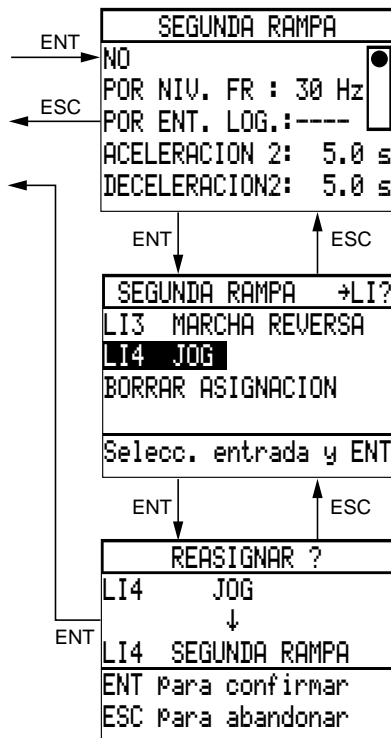 SEGUNDA RAMPA
ENT
NO
POR NIV. FR : 30 Hz
ESC
POR ENT. LOG.:----
ACELERACION 2: 5.0 s
DECELERACION2: 5.0 s
ENT
ESC
SEGUNDA RAMPA →LI?
LI3 MARCHA REVERSA
LI4 JOG
BORRAR ASIGNACION
Selecc. entrada y ENT
ENT
ESC
REASIGNAR ?
LI4 JOG
↓
ENT
LI4 SEGUNDA RAMPA
ENT para confirmar
ESC para abandonar